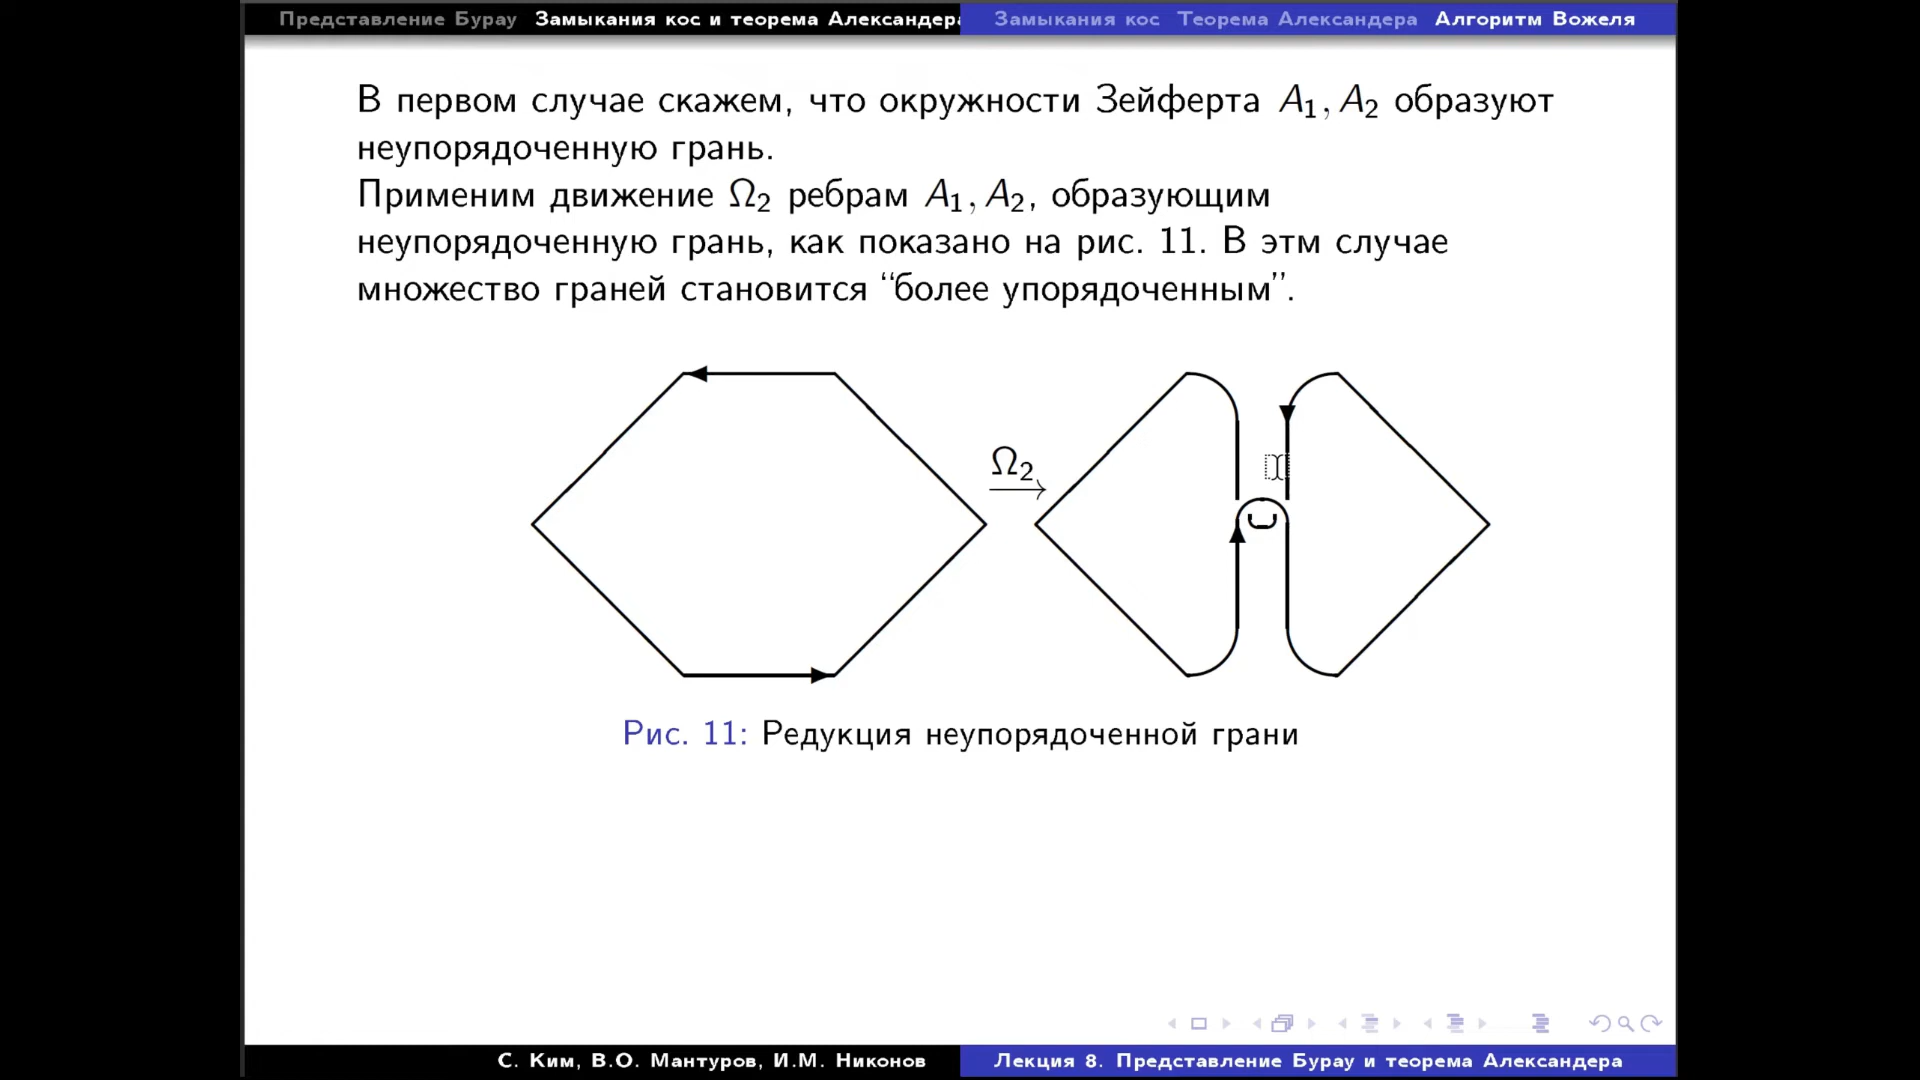 Представление Бурау Замыкания кос и теорема Александера Замыкания кос Теорема Александера Алгоритм Вожеля
В первом случае скажем, что окружности Зейферта A₁, A₂ образуют
неупорядоченную грань.
Применим движение Ω₂ ребрам A₁, A₂, образующим
неупорядоченную грань, как показано на рис. 11. В этм случае
множество граней становится “более упорядоченным”.
Ω₂
Рис. 11: Редукция неупорядоченной грани
С. Ким, В.О. Мантуров, И.М. Никонов Лекция 8. Представление Бурау и теорема Александера